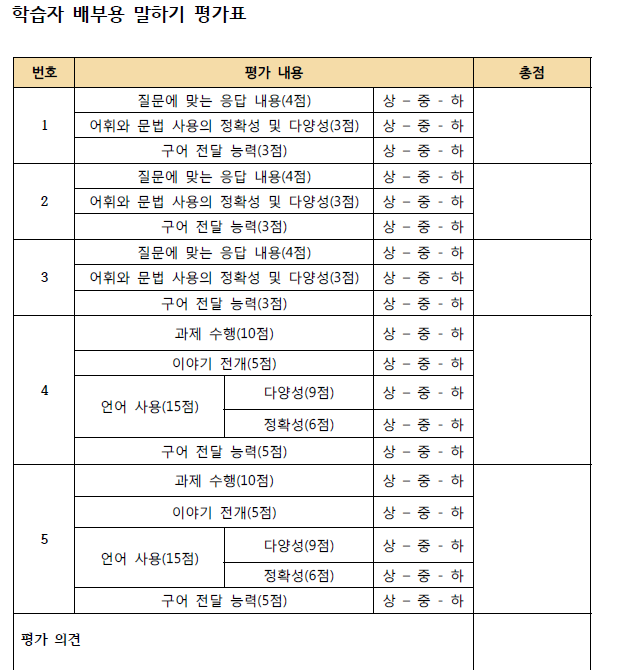 학습자 배부용 말하기 평가표
번호 평가 내용 총점
1
질문에 맞는 응답 내용(4점) 상 – 중 - 하
어휘와 문법 사용의 정확성 및 다양성(3점) 상 – 중 - 하
구어 전달 능력(3점) 상 – 중 - 하
2
질문에 맞는 응답 내용(4점) 상 – 중 - 하
어휘와 문법 사용의 정확성 및 다양성(3점) 상 – 중 - 하
구어 전달 능력(3점) 상 – 중 - 하
3
질문에 맞는 응답 내용(4점) 상 – 중 - 하
어휘와 문법 사용의 정확성 및 다양성(3점) 상 – 중 - 하
구어 전달 능력(3점) 상 – 중 - 하
4
과제 수행(10점) 상 – 중 - 하
이야기 전개(5점) 상 – 중 - 하
언어 사용(15점)
다양성(9점) 상 – 중 - 하
정확성(6점) 상 – 중 - 하
구어 전달 능력(5점) 상 – 중 - 하
5
과제 수행(10점) 상 – 중 - 하
이야기 전개(5점) 상 – 중 - 하
언어 사용(15점)
다양성(9점) 상 – 중 - 하
정확성(6점) 상 – 중 - 하
구어 전달 능력(5점) 상 – 중 - 하
평가 의견